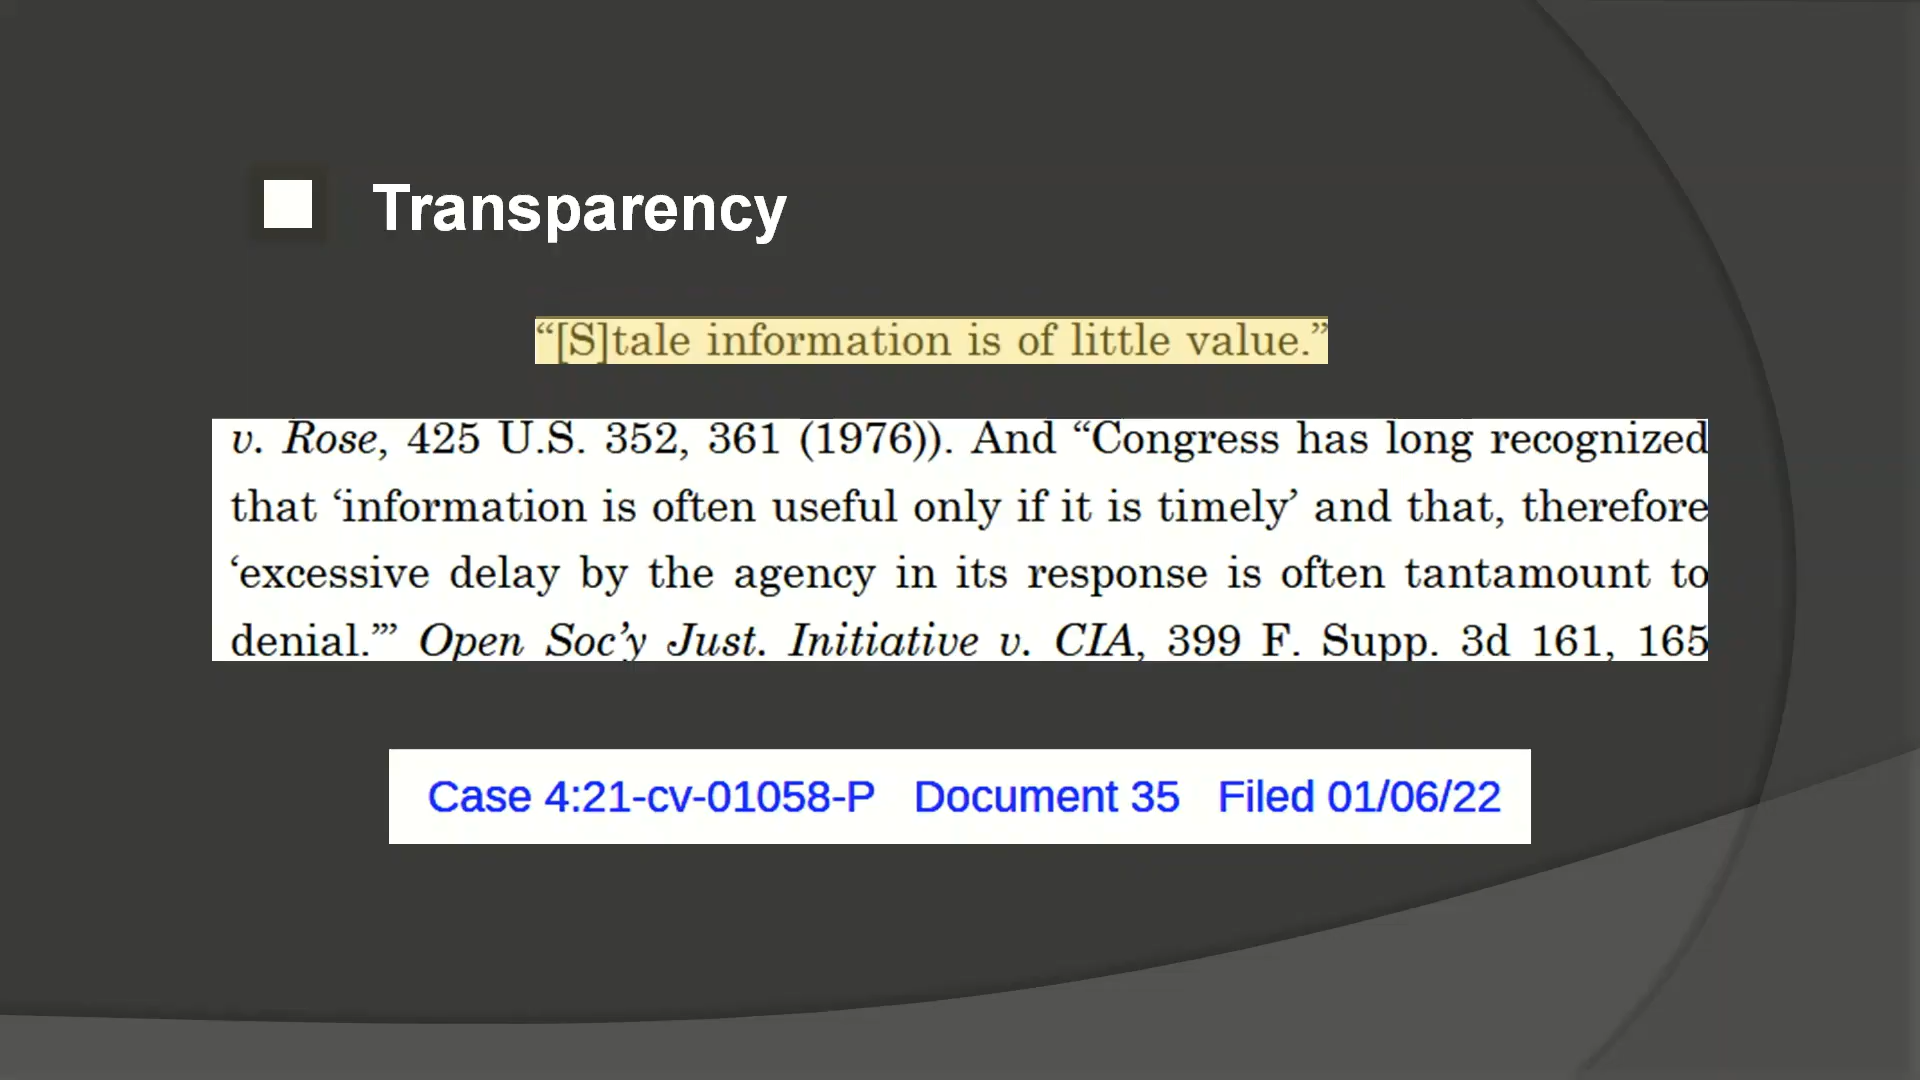 Transparency
“[S]tale information is of little value.”
v. Rose, 425 U.S. 352, 361 (1976)). And “Congress has long recognized
that ‘information is often useful only if it is timely’ and that, therefore
‘excessive delay by the agency in its response is often tantamount to
denial.’” Open Soc’y Just. Initiative v. CIA, 399 F. Supp. 3d 161, 165
Case 4:21-cv-01058-P Document 35 Filed 01/06/22